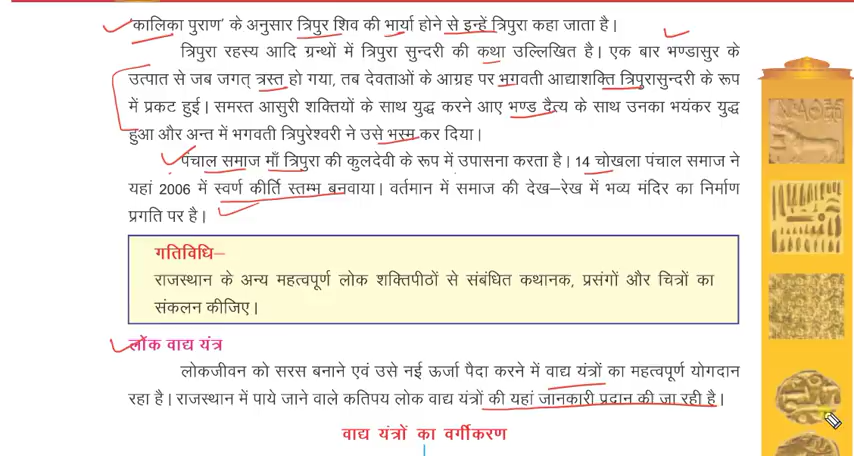 'कालिका पुराण' के अनुसार त्रिपुर शिव की भार्या होने से इन्हें त्रिपुरा कहा जाता है।
त्रिपुरा रहस्य आदि ग्रन्थों में त्रिपुरा सुन्दरी की कथा उल्लिखित है। एक बार भण्डासुर के
उत्पात से जब जगत् त्रस्त हो गया, तब देवताओं के आग्रह पर भगवती आद्याशक्ति त्रिपुरासुन्दरी के रूप
में प्रकट हुई। समस्त आसुरी शक्तियों के साथ युद्ध करने आए भण्ड दैत्य के साथ उनका भयंकर युद्ध
हुआ और अन्त में भगवती त्रिपुरेश्वरी ने उसे भस्म कर दिया।
पंचाल समाज माँ त्रिपुरा की कुलदेवी के रूप में उपासना करता है। 14 चोखला पंचाल समाज ने
यहां 2006 में स्वर्ण कीर्ति स्तम्भ बनवाया। वर्तमान में समाज की देख–रेख में भव्य मंदिर का निर्माण
प्रगति पर है।
गतिविधि–
राजस्थान के अन्य महत्वपूर्ण लोक शक्तिपीठों से संबंधित कथानक, प्रसंगों और चित्रों का
संकलन कीजिए।
लोक वाद्य यंत्र
लोकजीवन को सरस बनाने एवं उसे नई ऊर्जा पैदा करने में वाद्य यंत्रों का महत्वपूर्ण योगदान
रहा है। राजस्थान में पाये जाने वाले कतिपय लोक वाद्य यंत्रों की यहां जानकारी प्रदान की जा रही है।
वाद्य यंत्रों का वर्गीकरण